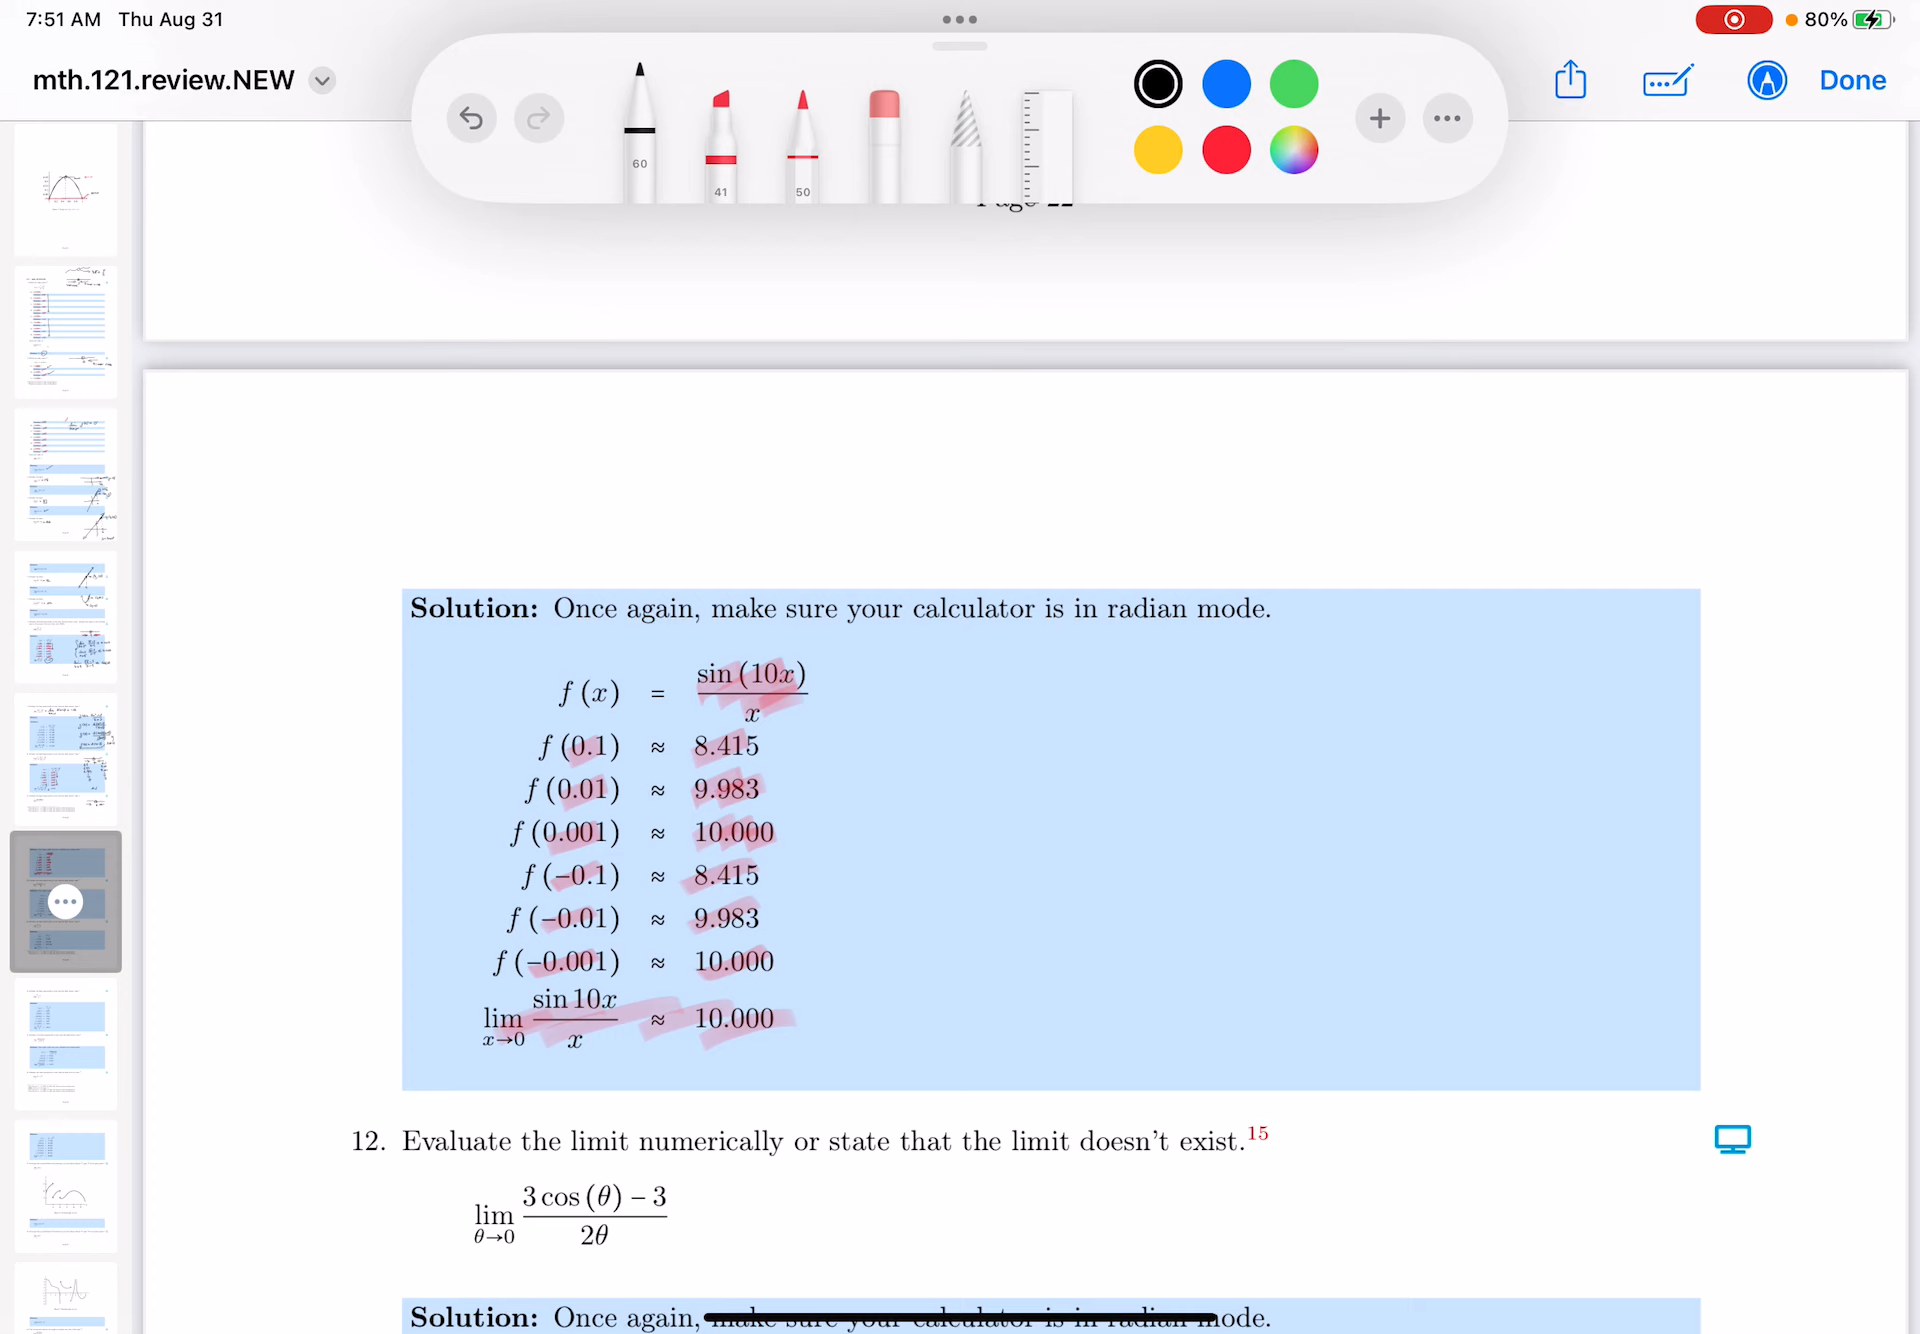 7:51 AM Thu Aug 31
80%
mth.121.review.NEW
60
41
50
Done
Solution: Once again, make sure your calculator is in radian mode.
f (x) = sin (10x) / x
f (0.1) ≈ 8.415
f (0.01) ≈ 9.983
f (0.001) ≈ 10.000
f (−0.1) ≈ 8.415
f (−0.01) ≈ 9.983
f (−0.001) ≈ 10.000
lim x→0 sin 10x / x ≈ 10.000
12. Evaluate the limit numerically or state that the limit doesn't exist.15
lim θ→0 3 cos (θ) − 3 / 2θ
Solution: Once again, make sure your calculator is in radian mode.